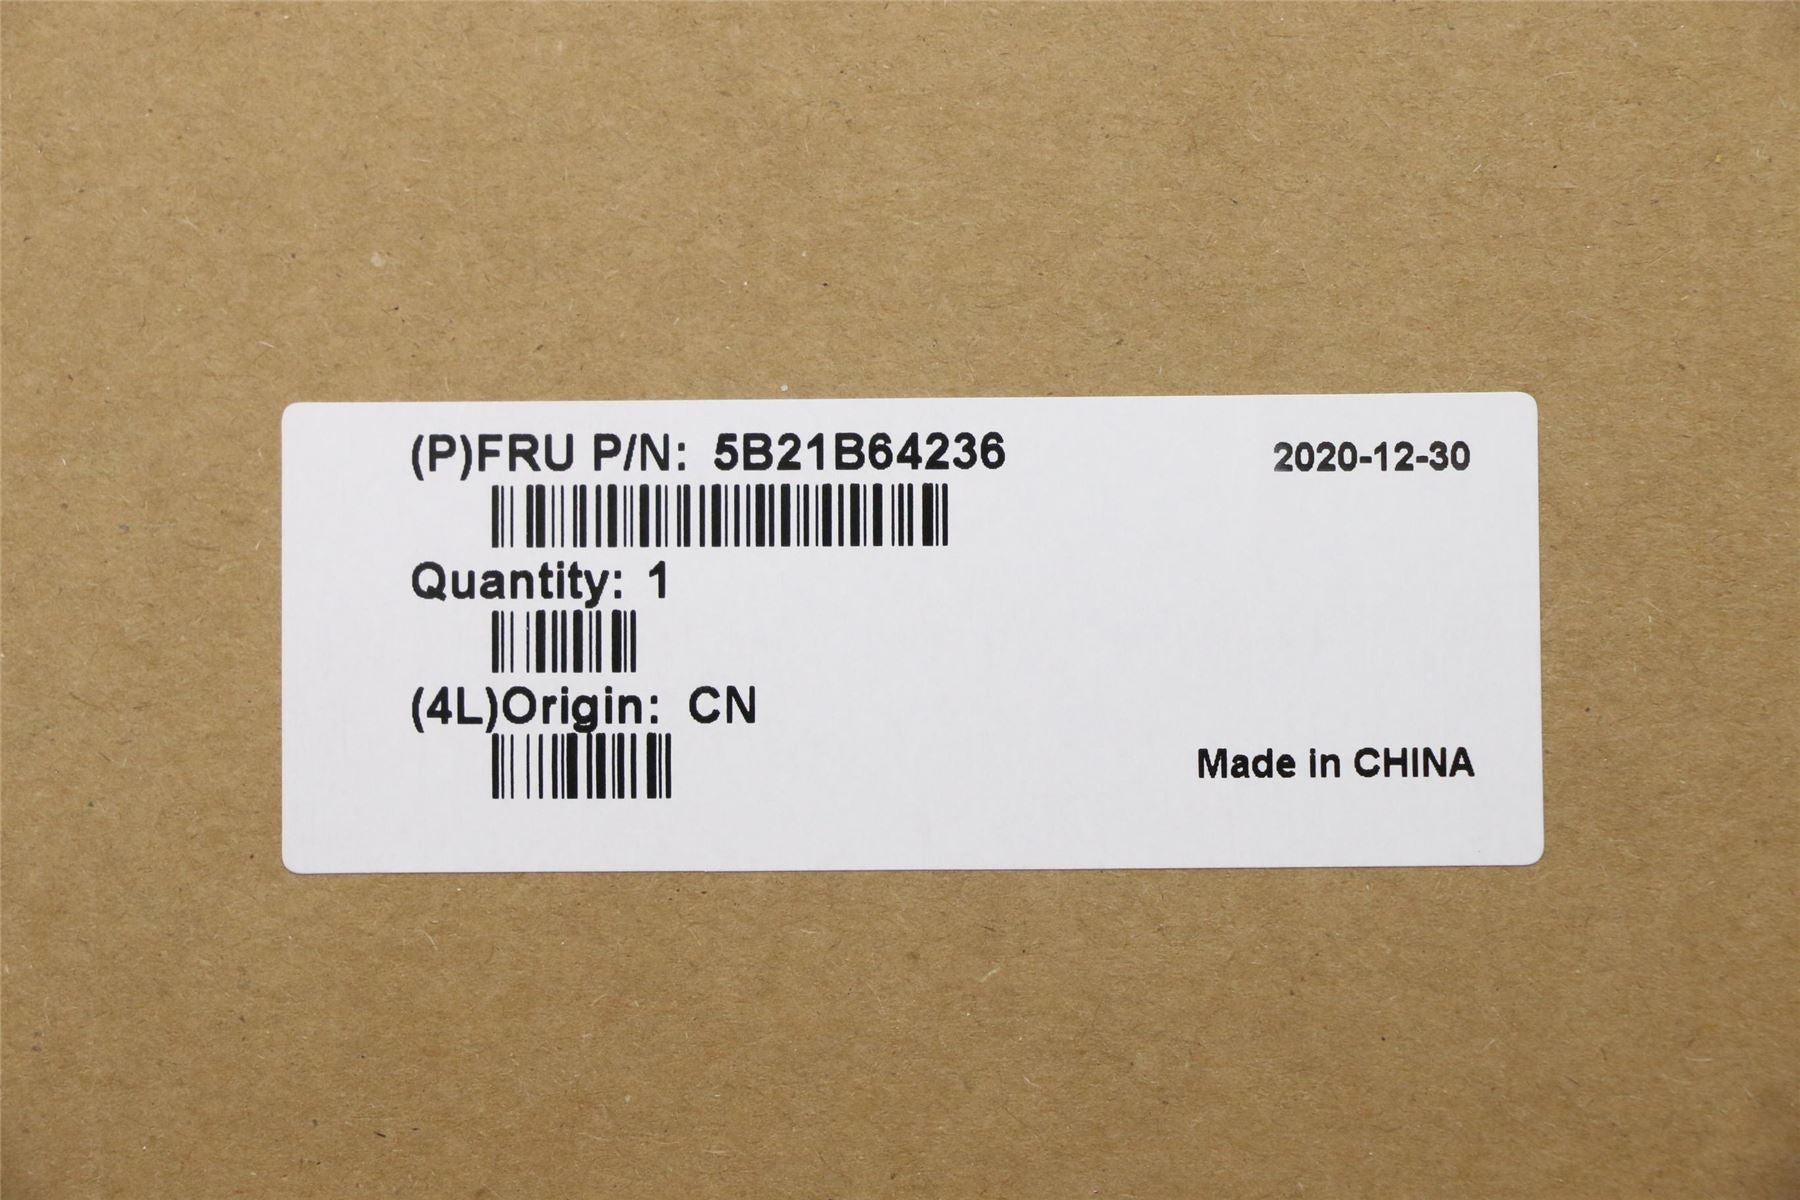 (P)FRU P/N: 5B21B64236
2020-12-30
Quantity: 1
(4L)Origin: CN
Made in CHINA